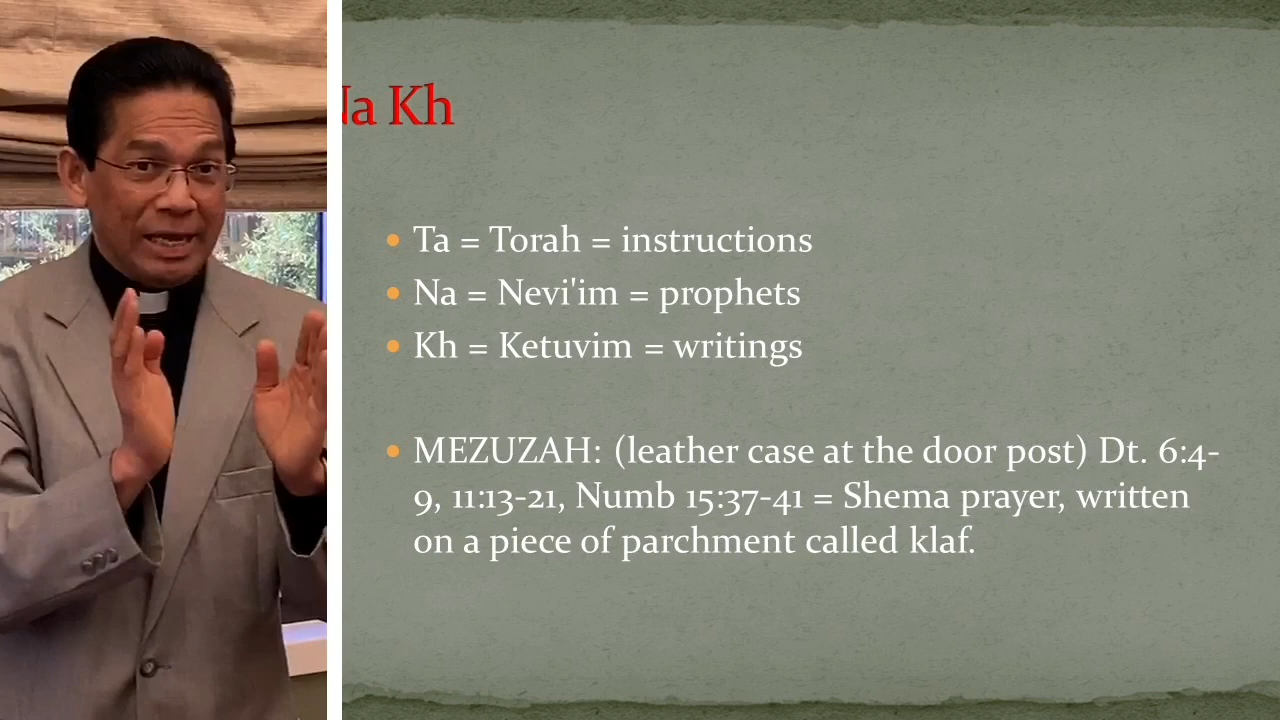 Na Kh
Ta = Torah = instructions
Na = Nevi'im = prophets
Kh = Ketuvim = writings
MEZUZAH: (leather case at the door post) Dt. 6:4-
9, 11:13-21, Numb 15:37-41 = Shema prayer, written
on a piece of parchment called klaf.